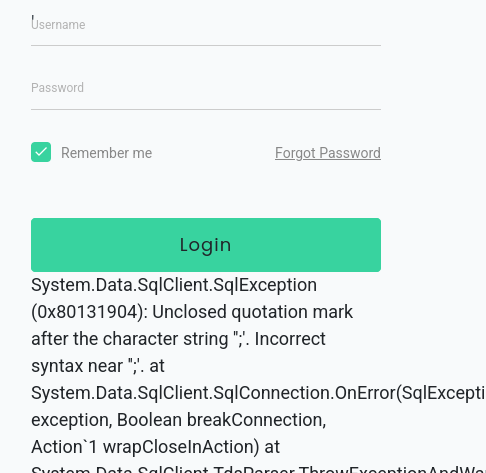 '
Username
Password
Remember me
Forgot Password
Login
System.Data.SqlClient.SqlException
(0x80131904): Unclosed quotation mark
after the character string '';'. Incorrect
syntax near '';'. at
System.Data.SqlClient.SqlConnection.OnError(SqlExcepti
exception, Boolean breakConnection,
Action`1 wrapCloseInAction) at
System.Data.SqlClient.TdsParser.ThrowExceptionAndWa